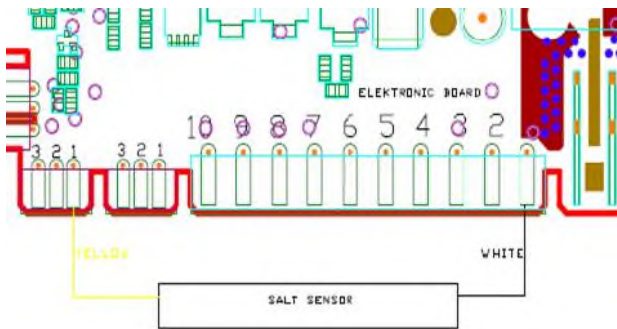 ELEKTRONIC BOARD
10 9 8 7 6 5 4 3 2
3 2 1 3 2 1
YELLOW WHITE
SALT SENSOR